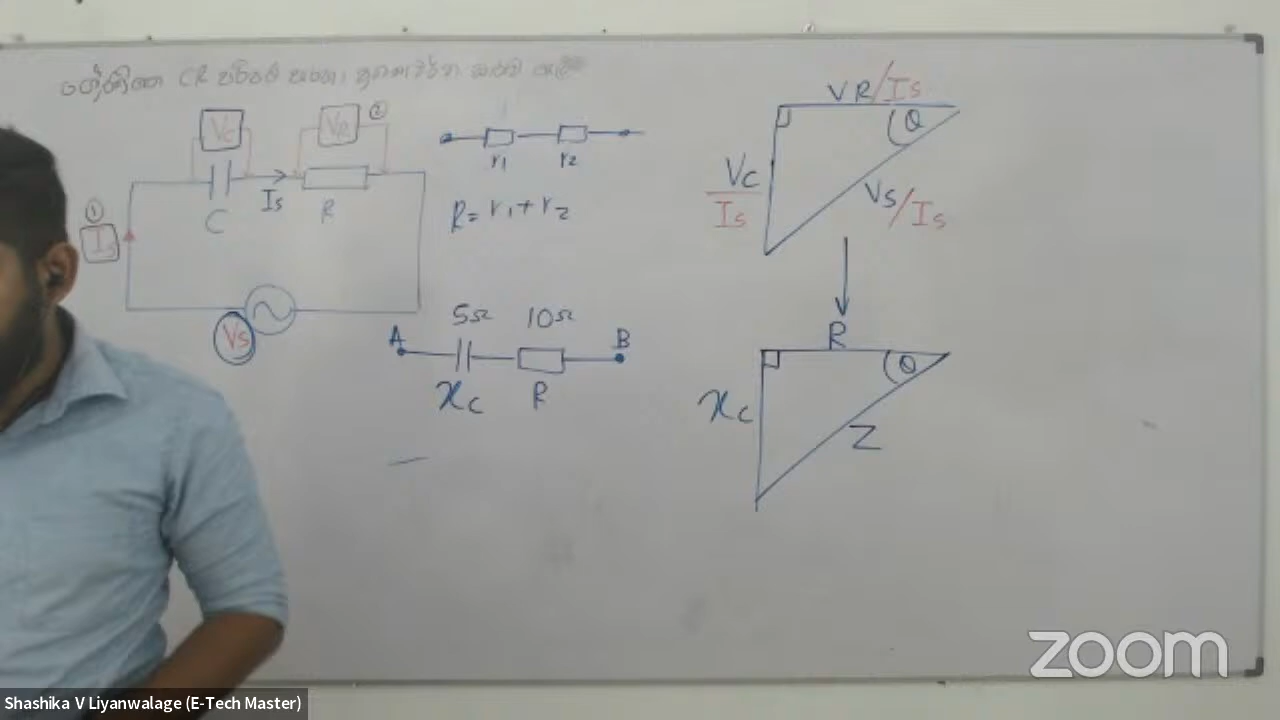 CR
Vc
VR
②
Is
C
R
①
Is
Vs
r1 r2
R= r1+r2
5Ω 10Ω
A B
xc R
VR/Is
θ
Vc
Is
Vs/Is
R
θ
xc
Z
zoom
Shashika V Liyanwalage (E-Tech Master)